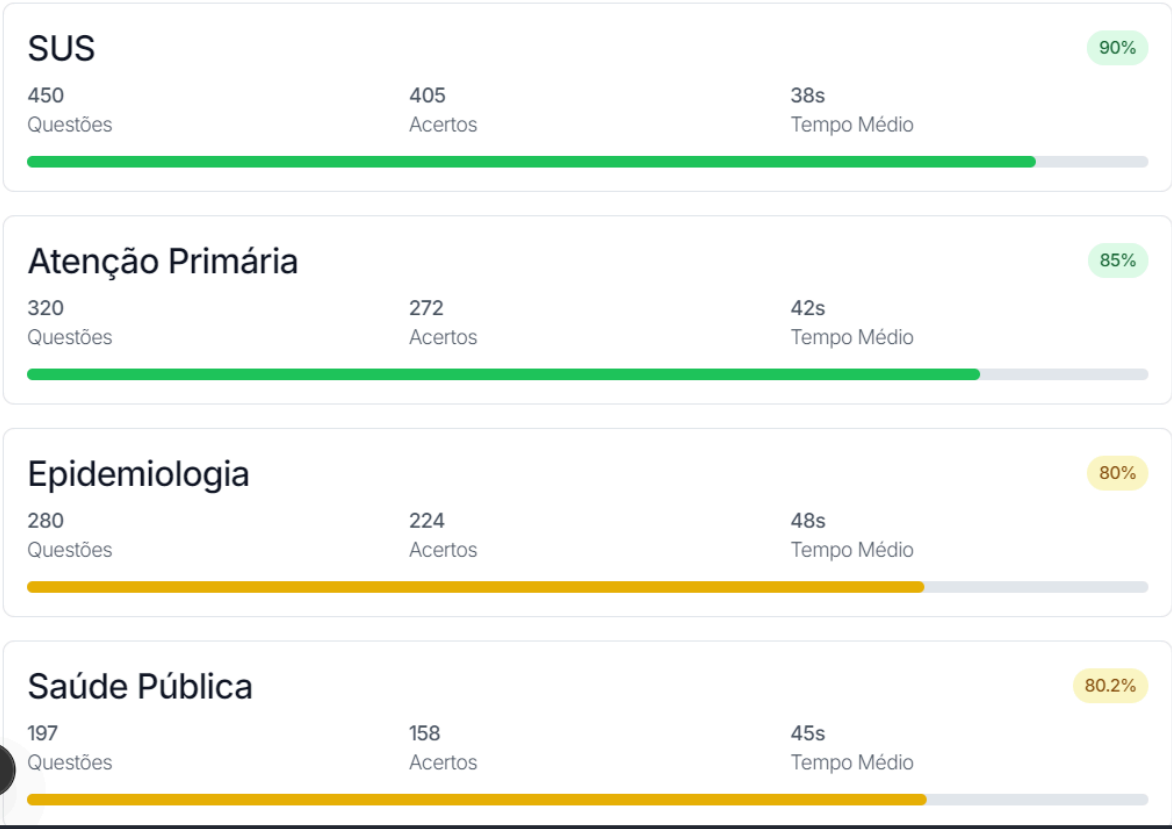 SUS 90%
450 405 38s
Questões Acertos Tempo Médio
Atenção Primária 85%
320 272 42s
Questões Acertos Tempo Médio
Epidemiologia 80%
280 224 48s
Questões Acertos Tempo Médio
Saúde Pública 80.2%
197 158 45s
Questões Acertos Tempo Médio